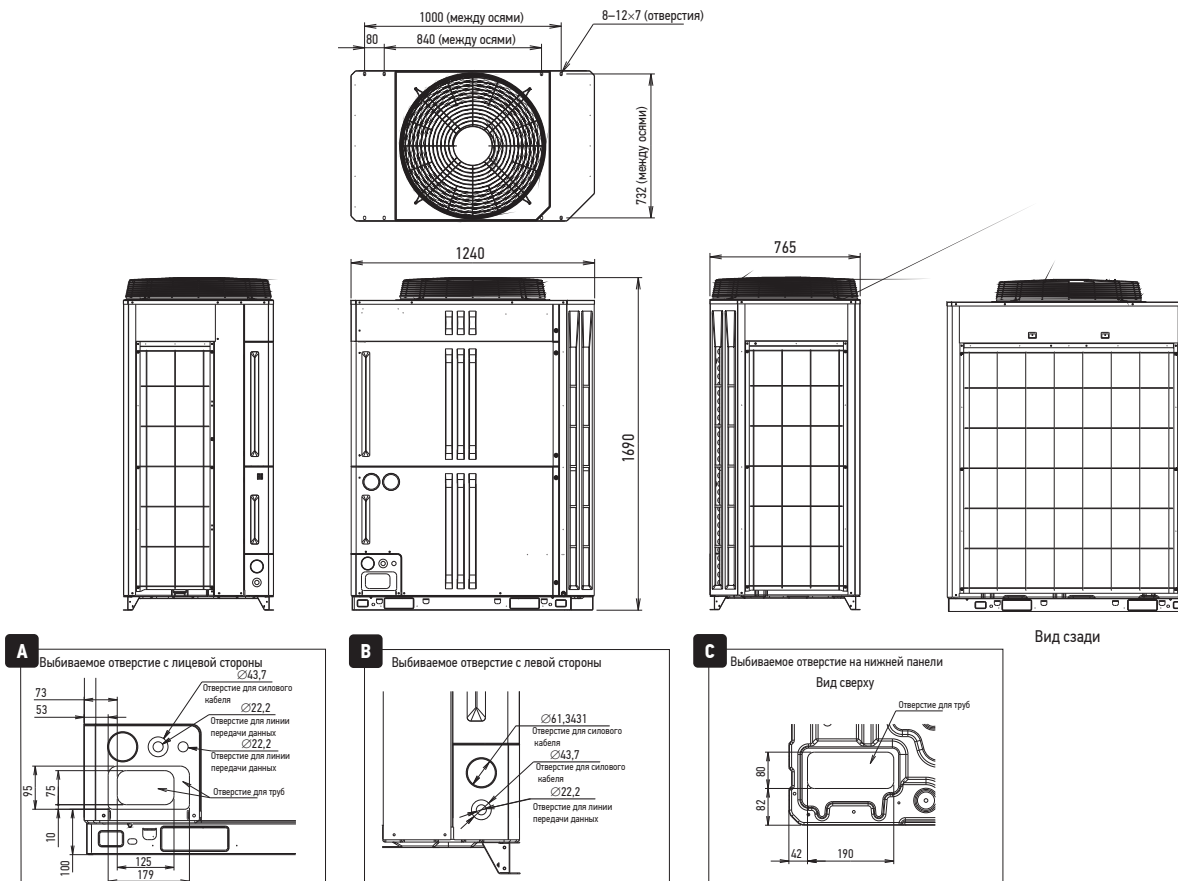 1000 (между осями)
8–12×7 (отверстия)
80
840 (между осями)
732 (между осями)
1240
765
1690
Вид сзади
A
Выбиваемое отверстие с лицевой стороны
∅43,7
Отверстие для силового
кабеля
73
53
∅22,2
Отверстие для линии
передачи данных
∅22,2
Отверстие для линии
передачи данных
Отверстие для труб
95
75
10
100
125
179
B
Выбиваемое отверстие с левой стороны
∅61,3431
Отверстие для силового
кабеля
∅43,7
Отверстие для силового
кабеля
∅22,2
Отверстие для линии
передачи данных
C
Выбиваемое отверстие на нижней панели
Вид сверху
Отверстие для труб
80
82
42
190